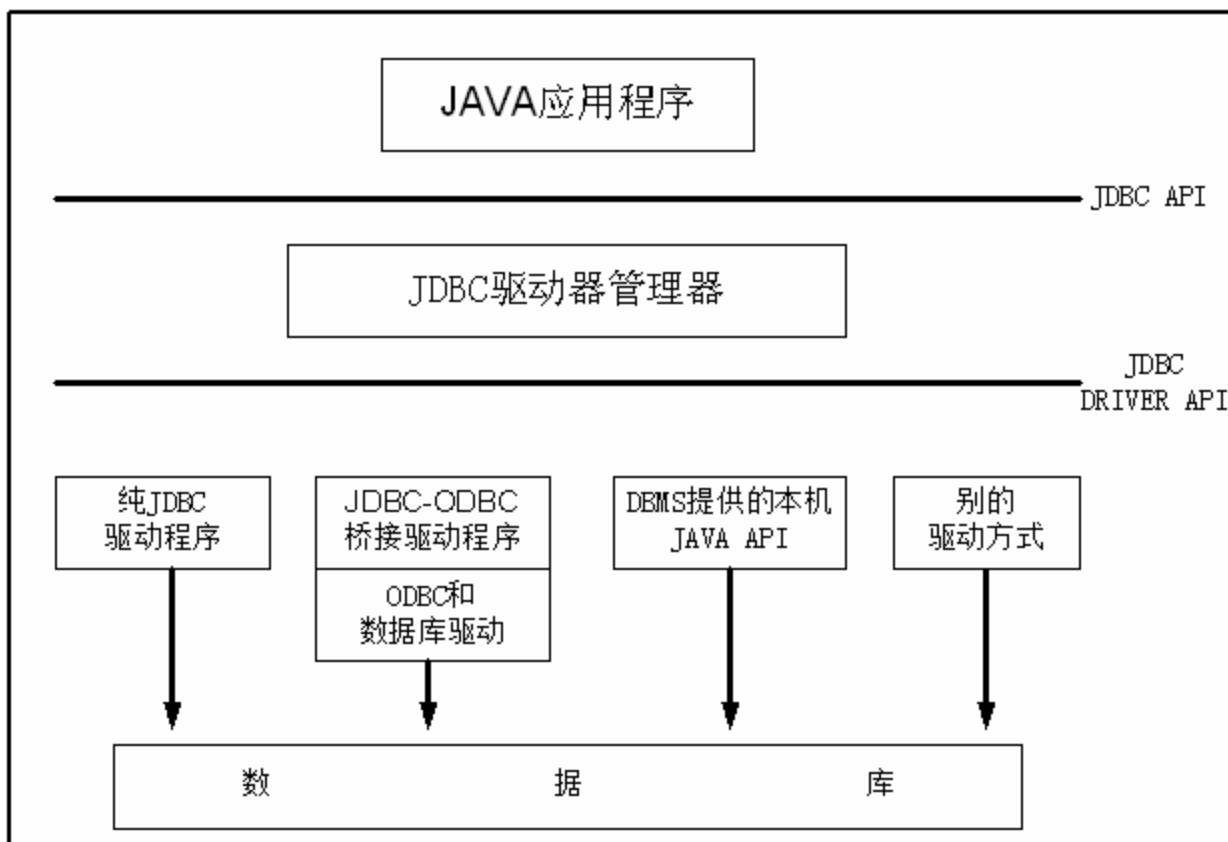 JAVA应用程序
JDBC API
JDBC驱动器管理器
JDBC
DRIVER API
纯JDBC
驱动程序
JDBC-ODBC
桥接驱动程序
ODBC和
数据库驱动
DBMS提供的本机
JAVA API
别的
驱动方式
数 据 库